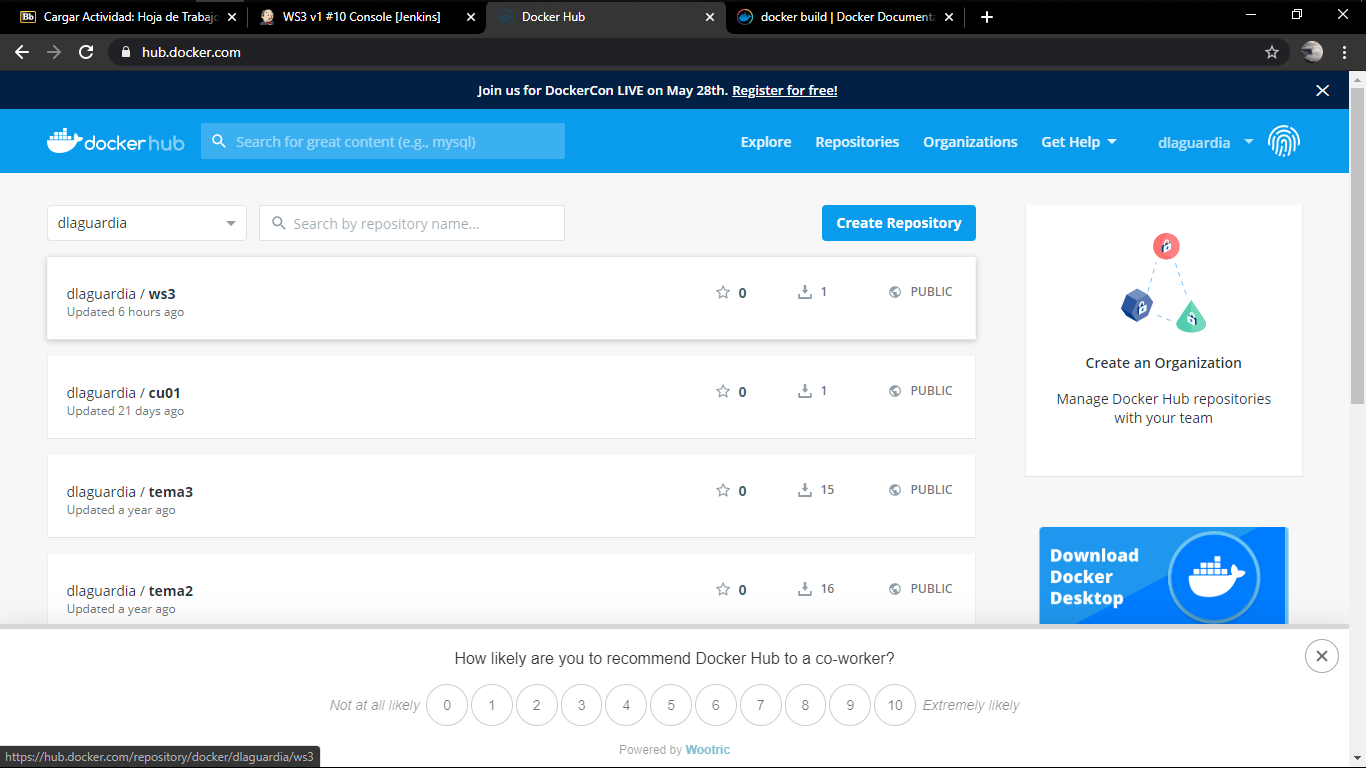 Bb Cargar Actividad: Hoja de Trabajo
WS3 v1 #10 Console [Jenkins]
Docker Hub
docker build | Docker Documenta
hub.docker.com
Join us for DockerCon LIVE on May 28th. Register for free!
docker hub
Search for great content (e.g., mysql)
Explore
Repositories
Organizations
Get Help
dlaguardia
dlaguardia
Search by repository name...
Create Repository
dlaguardia / ws3
Updated 6 hours ago
0
1
PUBLIC
dlaguardia / cu01
Updated 21 days ago
0
1
PUBLIC
dlaguardia / tema3
Updated a year ago
0
15
PUBLIC
dlaguardia / tema2
Updated a year ago
0
16
PUBLIC
Create an Organization
Manage Docker Hub repositories
with your team
Download
Docker
Desktop
How likely are you to recommend Docker Hub to a co-worker?
Not at all likely 0 1 2 3 4 5 6 7 8 9 10 Extremely likely
Powered by Wootric
https://hub.docker.com/repository/docker/dlaguardia/ws3